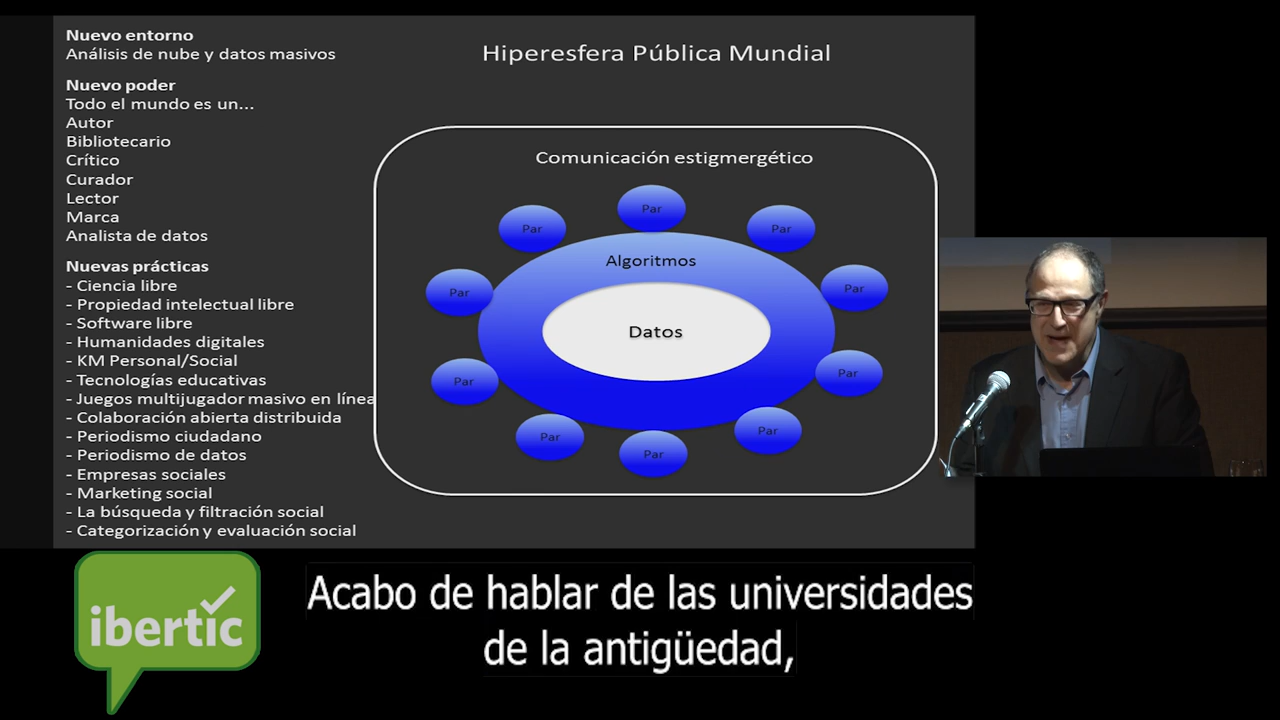 Nuevo entorno
Análisis de nube y datos masivos
Nuevo poder
Todo el mundo es un...
Autor
Bibliotecario
Crítico
Curador
Lector
Marca
Analista de datos
Nuevas prácticas
- Ciencia libre
- Propiedad intelectual libre
- Software libre
- Humanidades digitales
- KM Personal/Social
- Tecnologías educativas
- Juegos multijugador masivo en línea
- Colaboración abierta distribuida
- Periodismo ciudadano
- Periodismo de datos
- Empresas sociales
- Marketing social
- La búsqueda y filtración social
- Categorización y evaluación social
Hiperesfera Pública Mundial
Comunicación estigmergético
Par
Par
Par
Algoritmos
Par
Par
Datos
Par
Par
Par
Par
Par
ibertic
Acabo de hablar de las universidades
de la antigüedad,